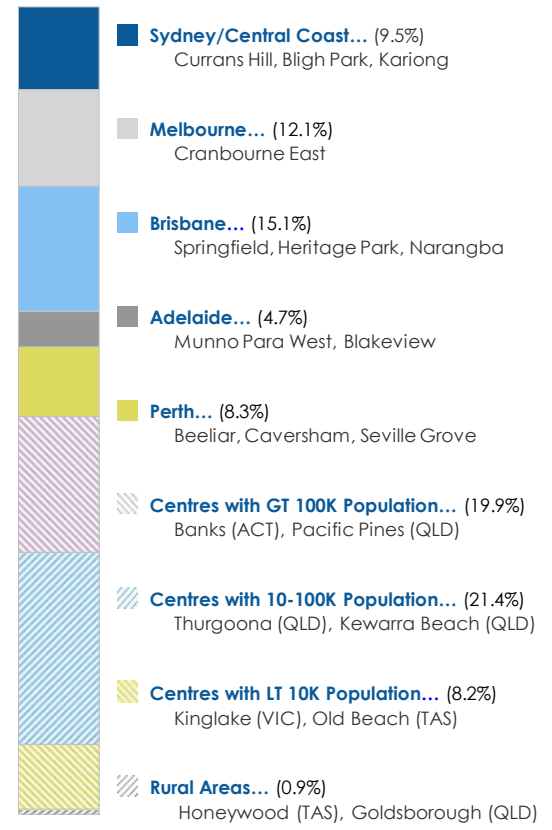 Sydney/Central Coast… (9.5%)
Currans Hill, Bligh Park, Kariong
Melbourne… (12.1%)
Cranbourne East
Brisbane… (15.1%)
Springfield, Heritage Park, Narangba
Adelaide… (4.7%)
Munno Para West, Blakeview
Perth… (8.3%)
Beeliar, Caversham, Seville Grove
Centres with GT 100K Population… (19.9%)
Banks (ACT), Pacific Pines (QLD)
Centres with 10-100K Population… (21.4%)
Thurgoona (QLD), Kewarra Beach (QLD)
Centres with LT 10K Population… (8.2%)
Kinglake (VIC), Old Beach (TAS)
Rural Areas… (0.9%)
Honeywood (TAS), Goldsborough (QLD)